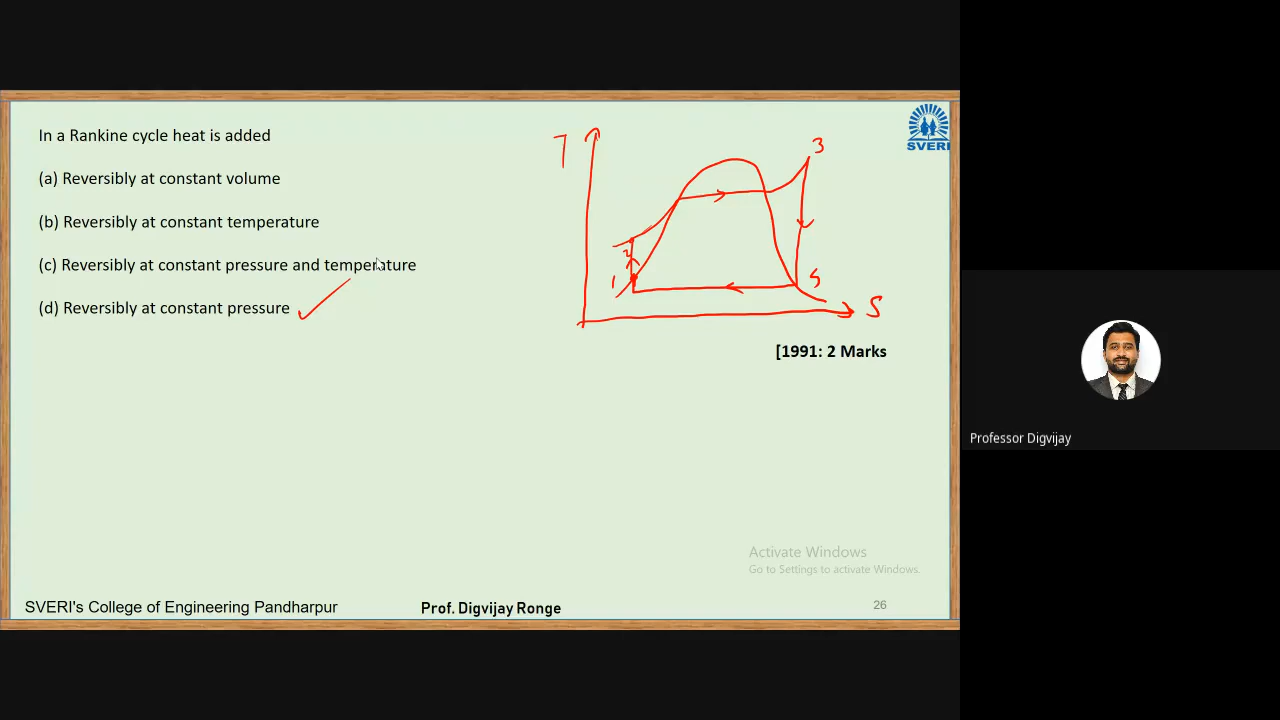 In a Rankine cycle heat is added
(a) Reversibly at constant volume
(b) Reversibly at constant temperature
(c) Reversibly at constant pressure and temperature
(d) Reversibly at constant pressure
SVERI
T
3
2
1
S
[1991: 2 Marks
Professor Digvijay
Activate Windows
Go to Settings to activate Windows.
SVERI's College of Engineering Pandharpur
Prof. Digvijay Ronge
26